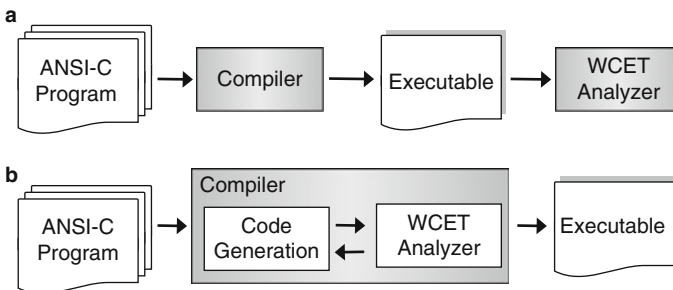 a
ANSI-C
Program
Compiler
Executable
WCET
Analyzer
b
ANSI-C
Program
Compiler
Code
Generation
WCET
Analyzer
Executable